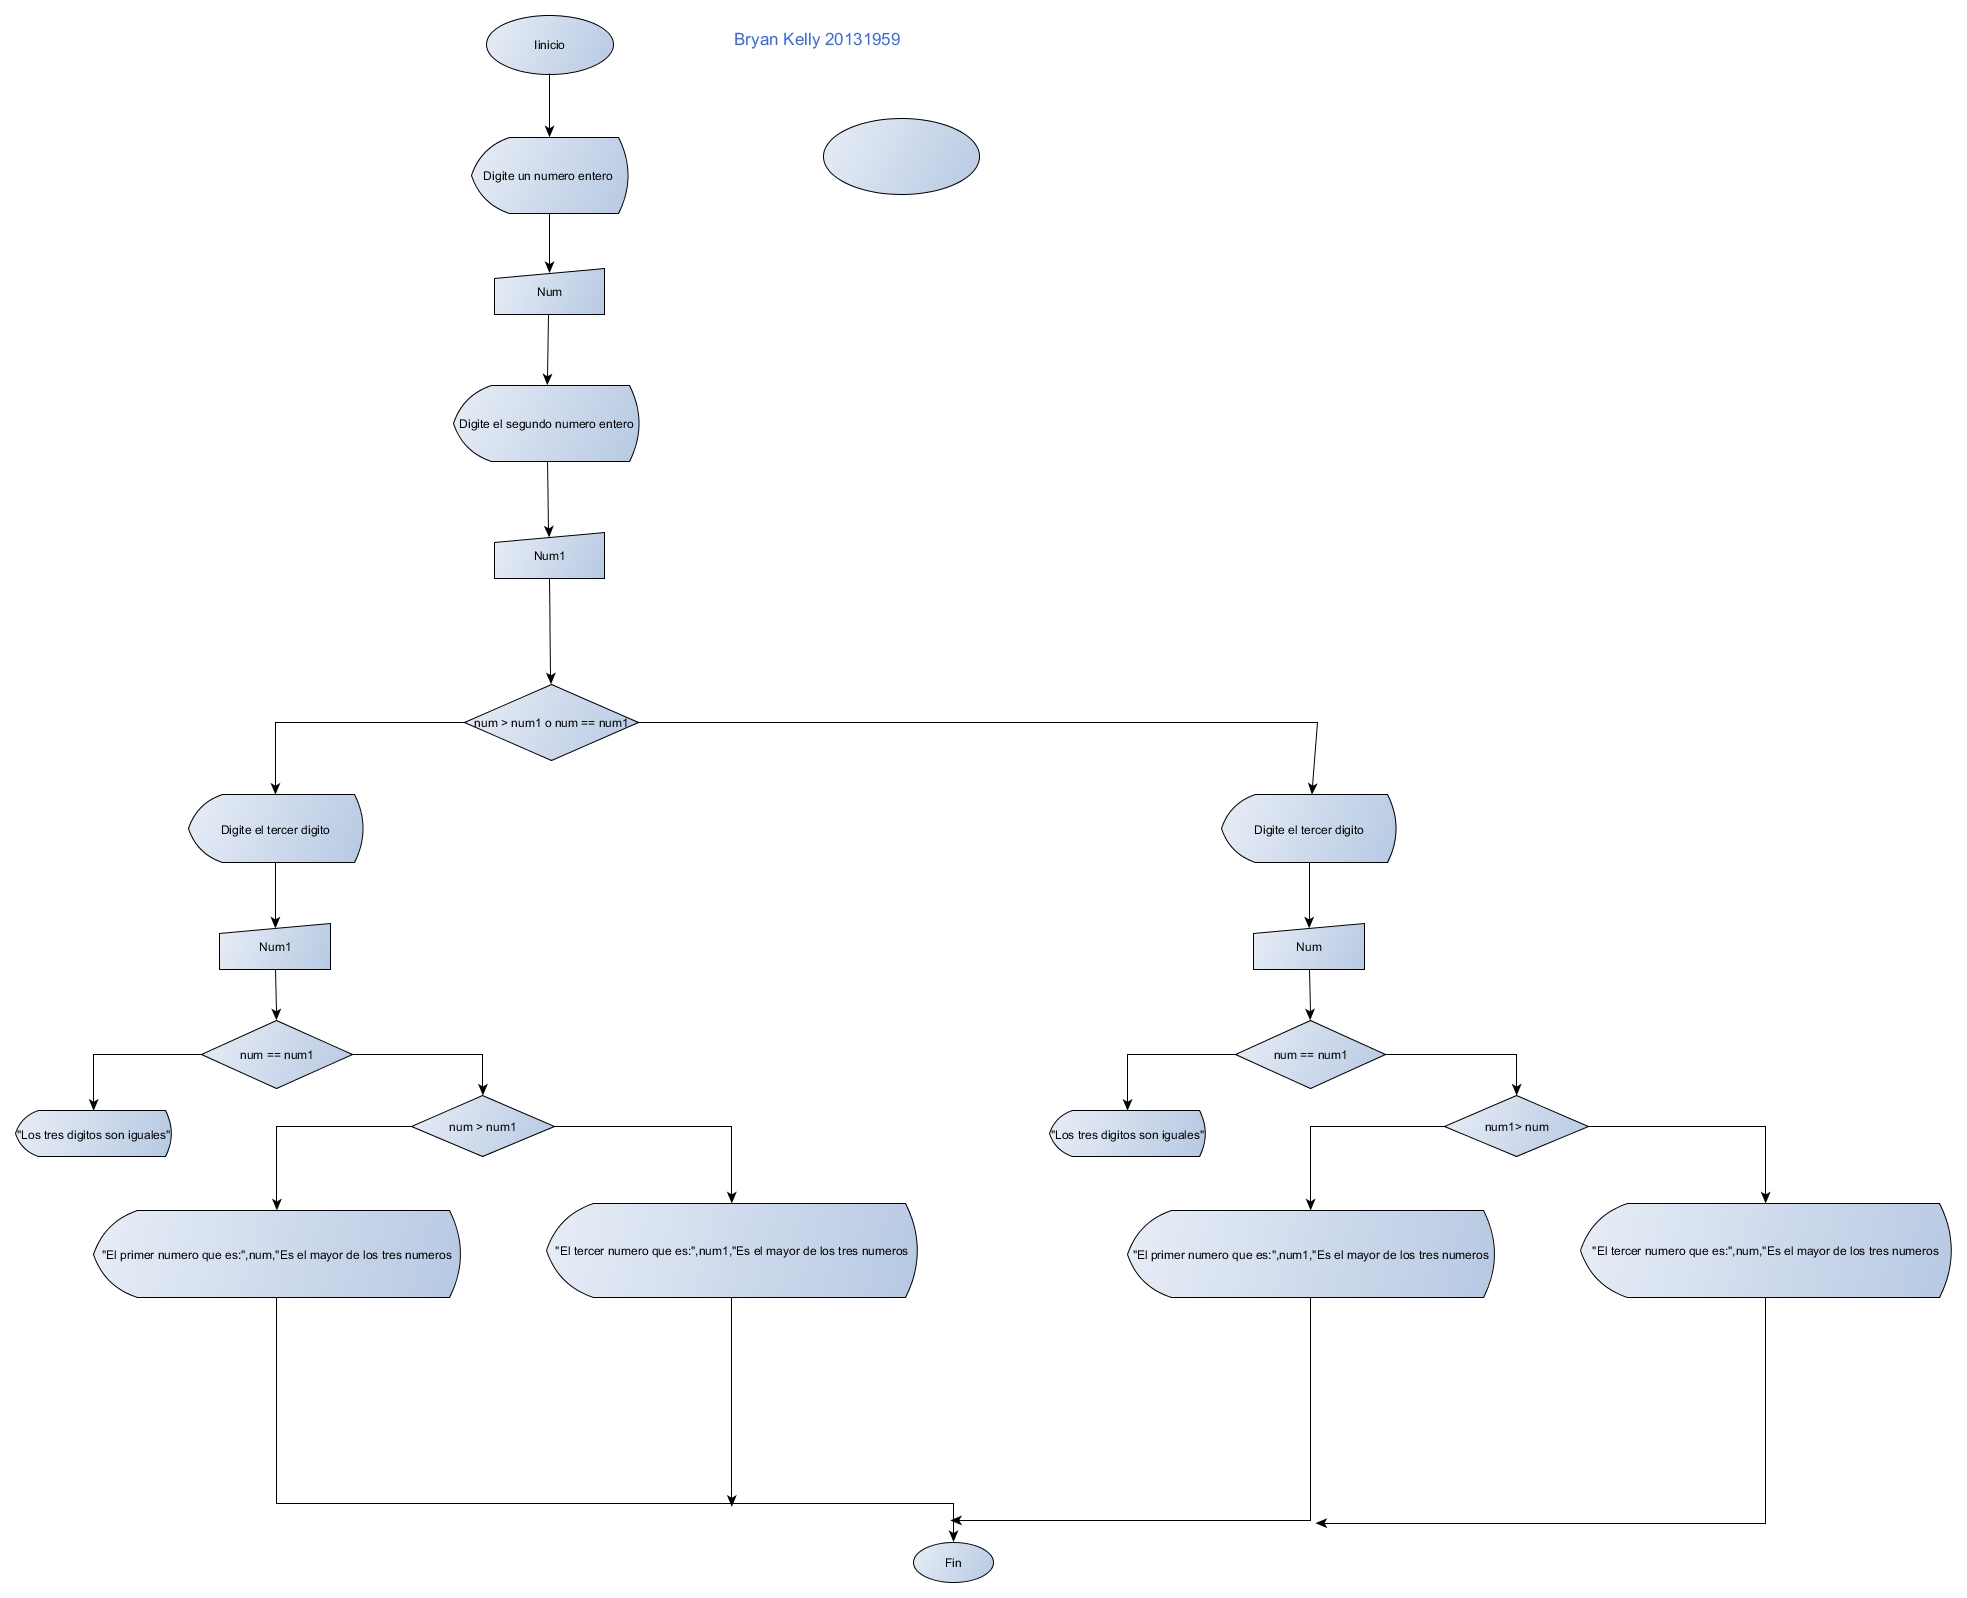 Iinicio
Bryan Kelly 20131959
Digite un numero entero
Num
Digite el segundo numero entero
Num1
num > num1 o num == num1
Digite el tercer digito
Digite el tercer digito
Num1
Num
num == num1
num == num1
"Los tres digitos son iguales"
num > num1
"Los tres digitos son iguales"
num1> num
"El primer numero que es:",num,"Es el mayor de los tres numeros
"El tercer numero que es:",num1,"Es el mayor de los tres numeros
"El primer numero que es:",num1,"Es el mayor de los tres numeros
"El tercer numero que es:",num,"Es el mayor de los tres numeros
Fin